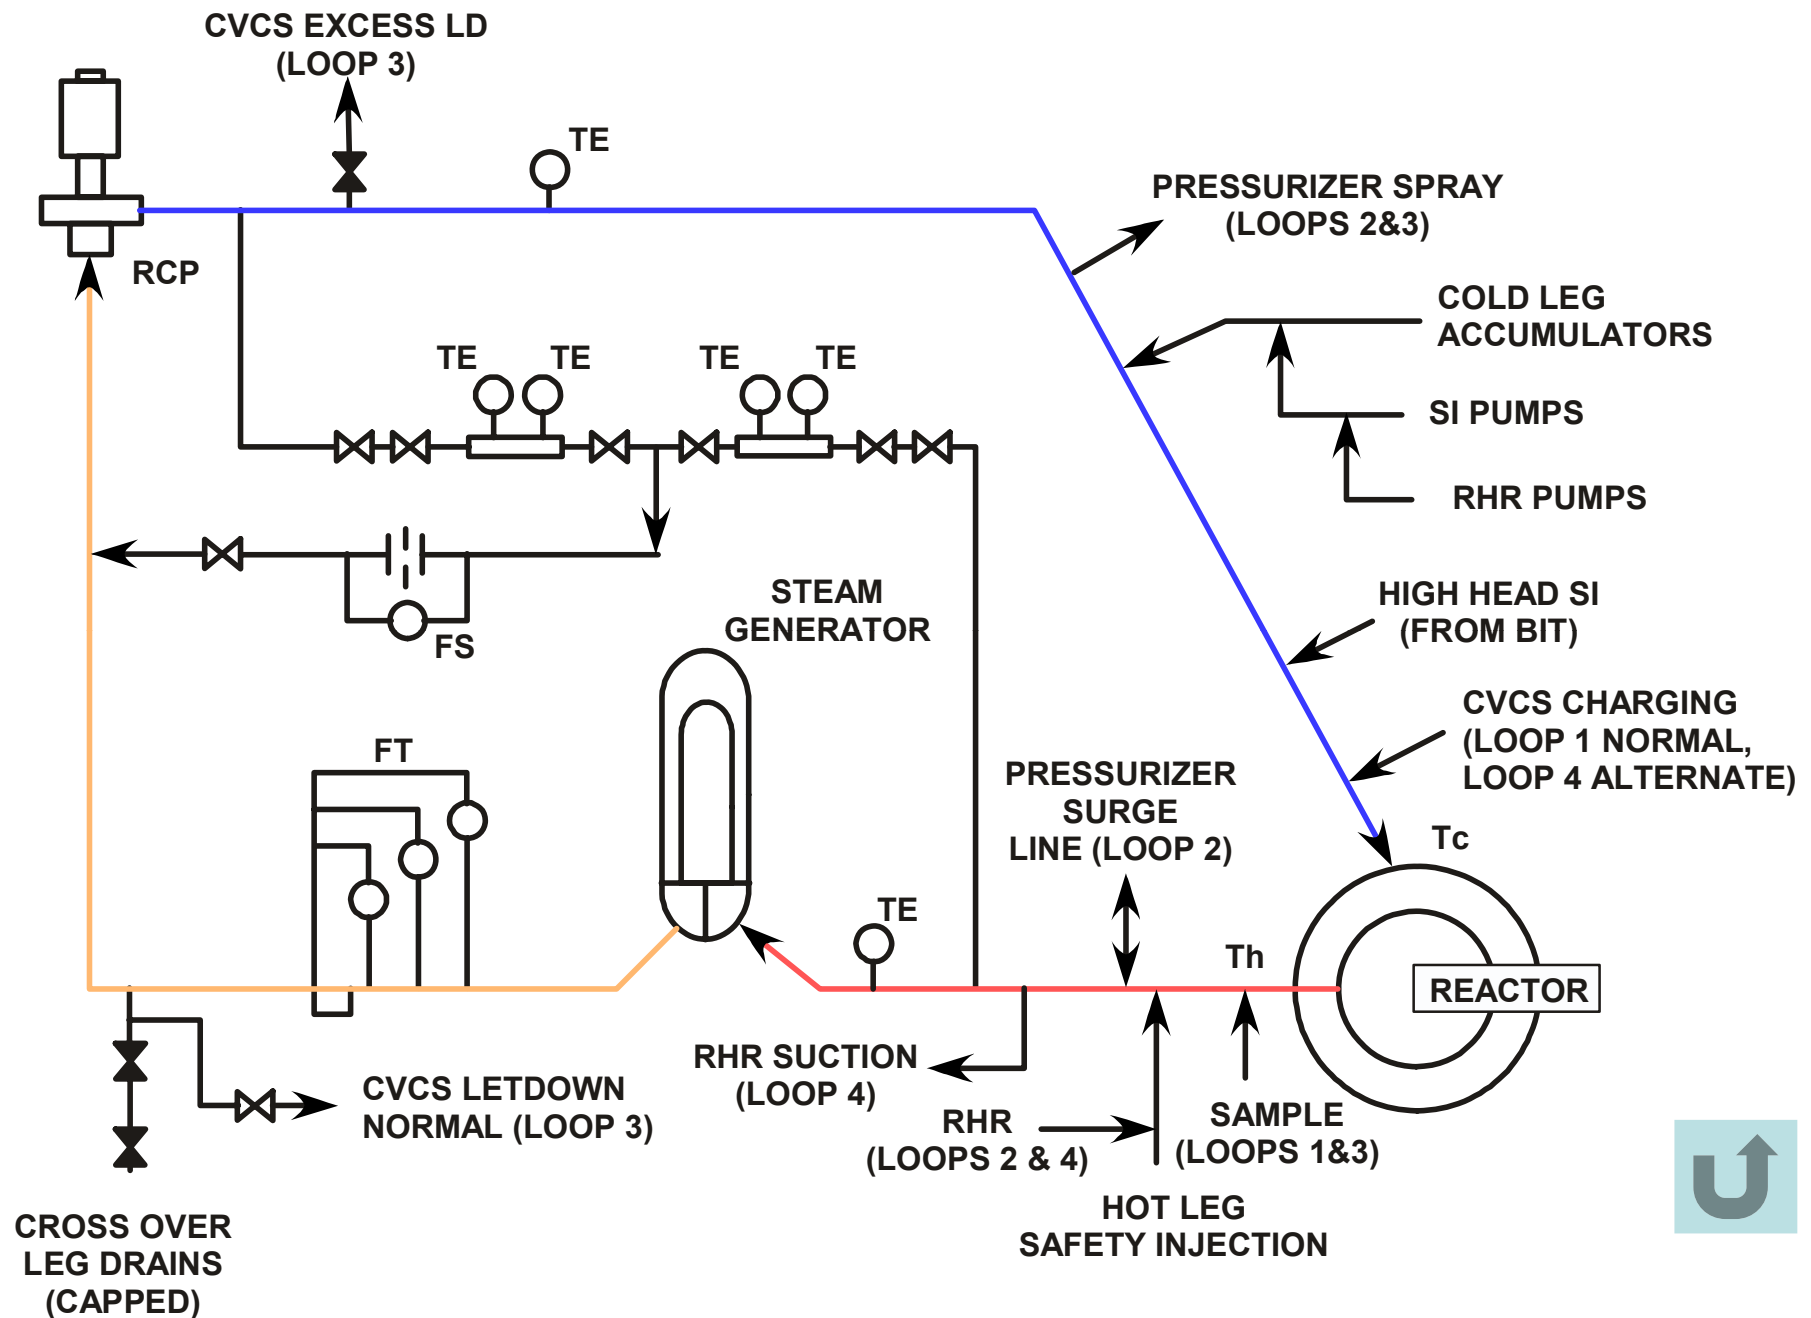 CVCS EXCESS LD
(LOOP 3)
TE
PRESSURIZER SPRAY
(LOOPS 2&3)
RCP
COLD LEG
ACCUMULATORS
TE
TE
TE
TE
SI PUMPS
RHR PUMPS
STEAM
GENERATOR
HIGH HEAD SI
(FROM BIT)
FS
CVCS CHARGING
(LOOP 1 NORMAL,
LOOP 4 ALTERNATE)
FT
PRESSURIZER
SURGE
LINE (LOOP 2)
Tc
TE
Th
REACTOR
RHR SUCTION
(LOOP 4)
CVCS LETDOWN
NORMAL (LOOP 3)
RHR
(LOOPS 2 & 4)
SAMPLE
(LOOPS 1&3)
HOT LEG
SAFETY INJECTION
CROSS OVER
LEG DRAINS
(CAPPED)